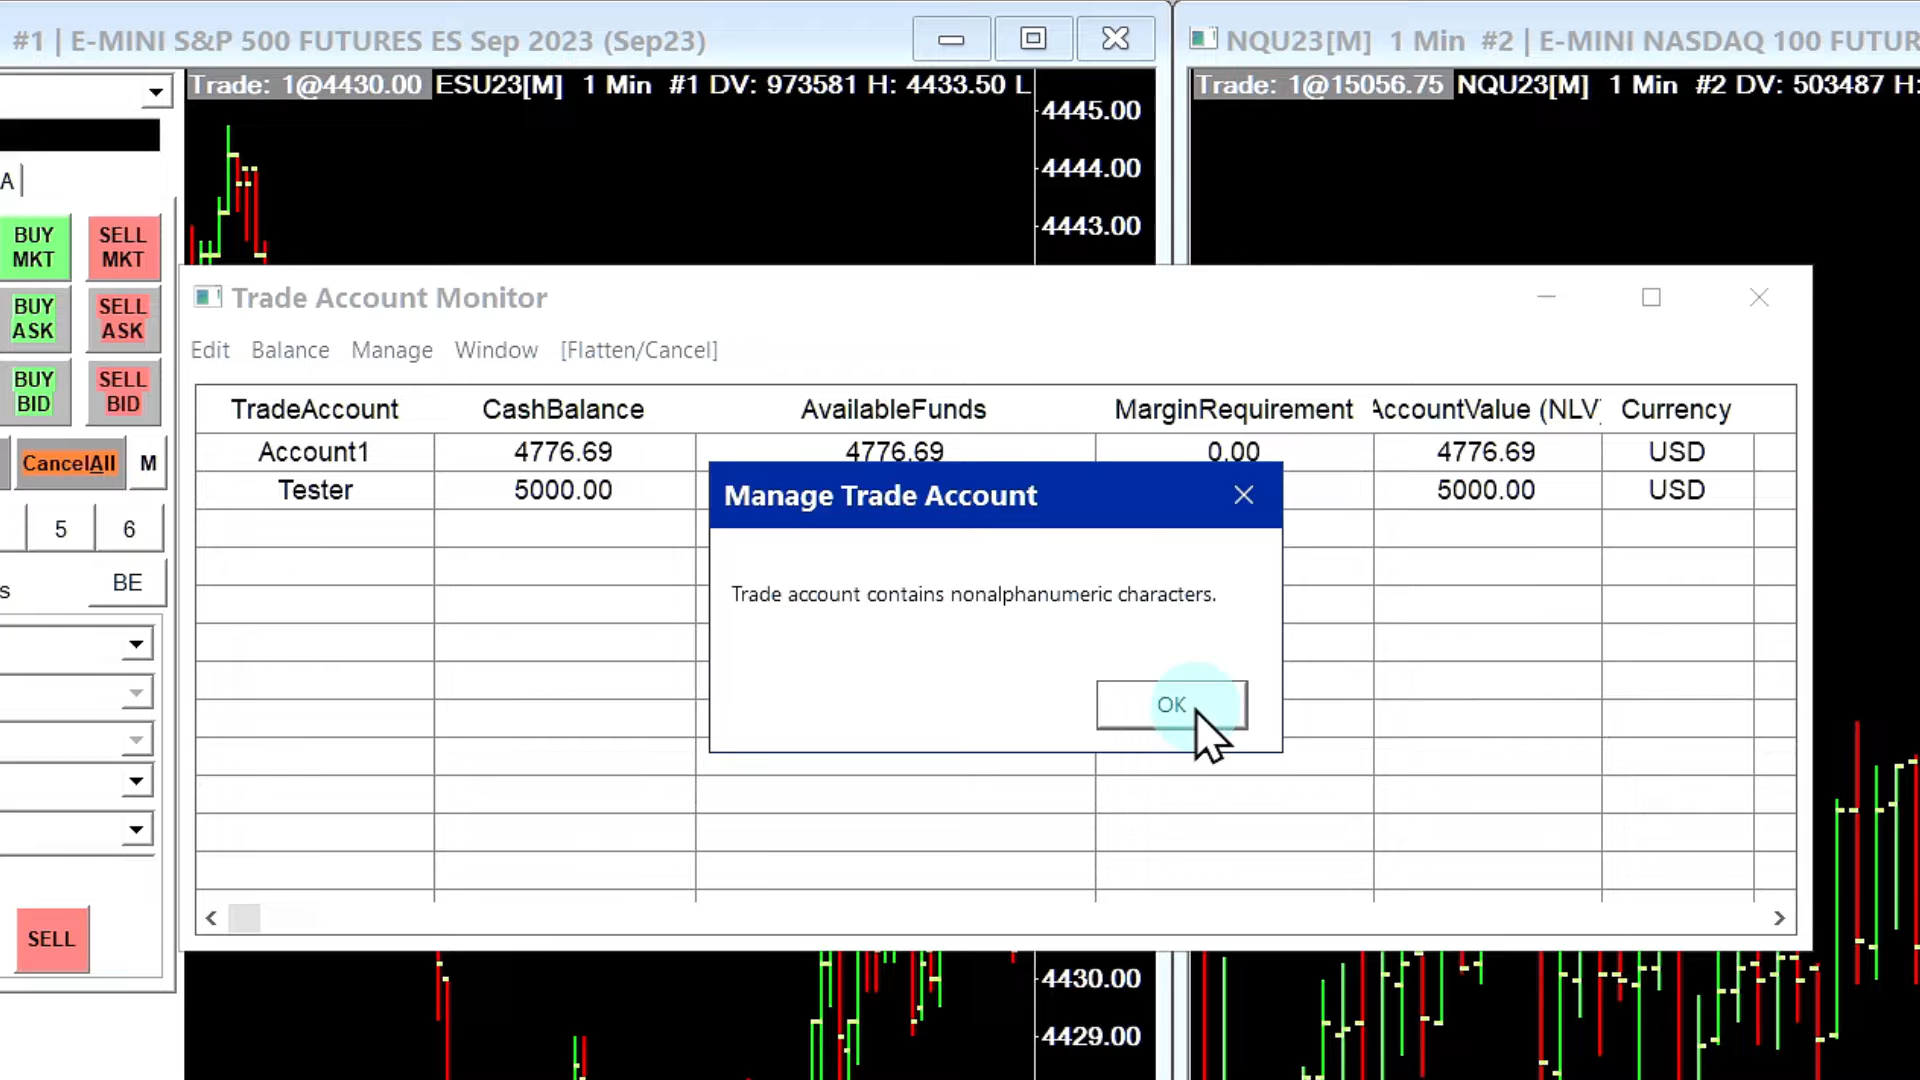 #1 | E-MINI S&P 500 FUTURES ES Sep 2023 (Sep23)
NQU23[M] 1 Min #2 | E-MINI NASDAQ 100 FUTUR
Trade: 1@4430.00 ESU23[M] 1 Min #1 DV: 973581 H: 4433.50 L
Trade: 1@15056.75 NQU23[M] 1 Min #2 DV: 503487 H:
4445.00
4444.00
4443.00
A
BUY MKT
SELL MKT
BUY ASK
SELL ASK
BUY BID
SELL BID
CancelAll
M
5
6
s
BE
SELL
Trade Account Monitor
Edit Balance Manage Window [Flatten/Cancel]
TradeAccount CashBalance AvailableFunds MarginRequirement AccountValue (NLV) Currency
Account1 4776.69 4776.69 0.00 4776.69 USD
Tester 5000.00 5000.00 USD
Manage Trade Account
Trade account contains nonalphanumeric characters.
OK
4430.00
4429.00